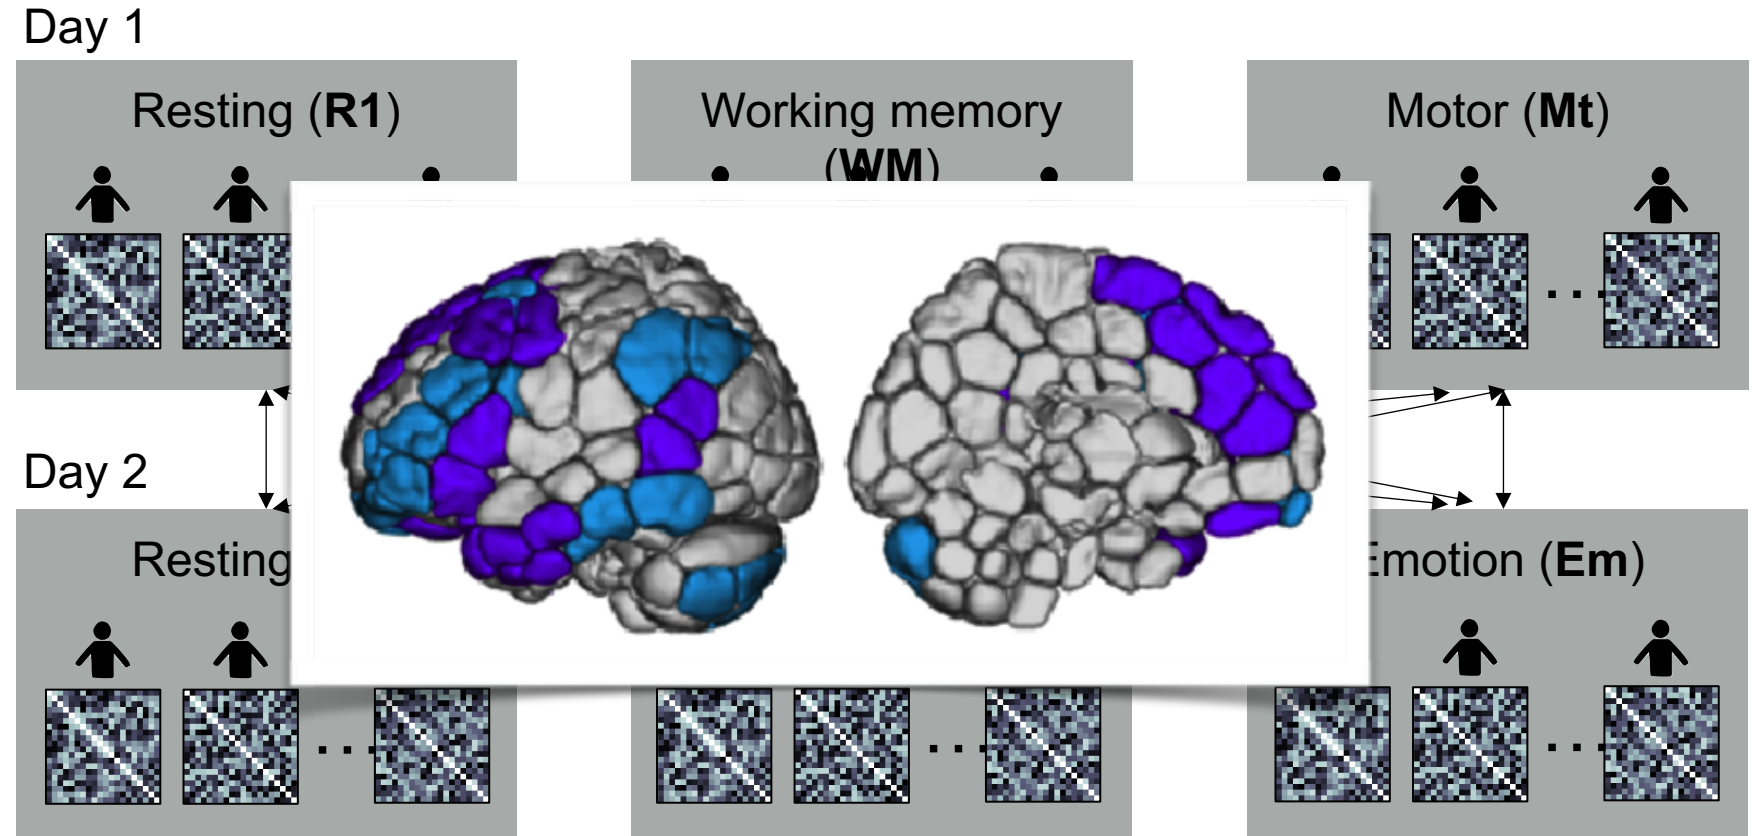 Day 1
Resting (R1)
Working memory
(WM)
Motor (Mt)
. . .
Day 2
Resting
Emotion (Em)
. . .
. . .
. . .